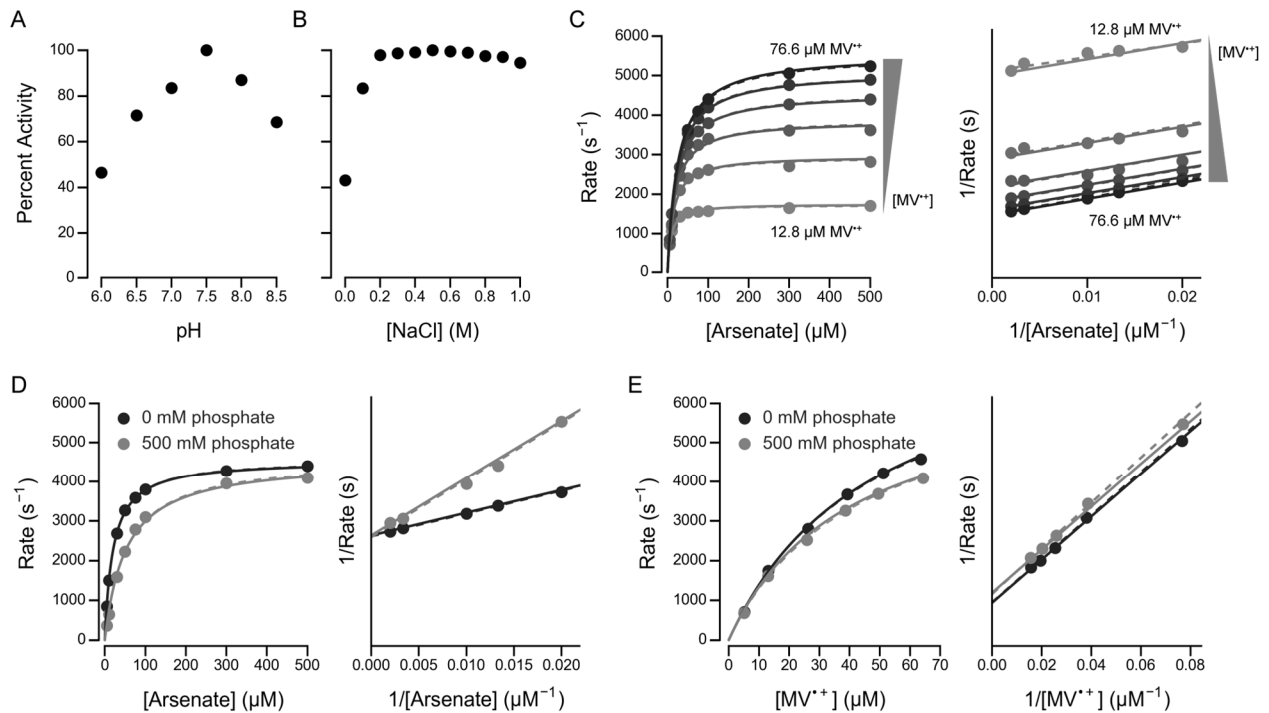 A
Percent Activity
100
80
60
40
20
0
6.0 6.5 7.0 7.5 8.0 8.5
pH
B
0.0 0.2 0.4 0.6 0.8 1.0
[NaCl] (M)
C
Rate (s⁻¹)
6000
5000
4000
3000
2000
1000
0
76.6 µM MV•+
[MV•+]
12.8 µM MV•+
0 100 200 300 400 500
[Arsenate] (µM)
1/Rate (s)
12.8 µM MV•+
[MV•+]
76.6 µM MV•+
0.00 0.01 0.02
1/[Arsenate] (µM⁻¹)
D
Rate (s⁻¹)
6000
5000
4000
3000
2000
1000
0
0 mM phosphate
500 mM phosphate
0 100 200 300 400 500
[Arsenate] (µM)
1/Rate (s)
0.000 0.005 0.010 0.015 0.020
1/[Arsenate] (µM⁻¹)
E
Rate (s⁻¹)
6000
5000
4000
3000
2000
1000
0
0 mM phosphate
500 mM phosphate
0 10 20 30 40 50 60 70
[MV•+] (µM)
1/Rate (s)
0.00 0.02 0.04 0.06 0.08
1/[MV•+] (µM⁻¹)